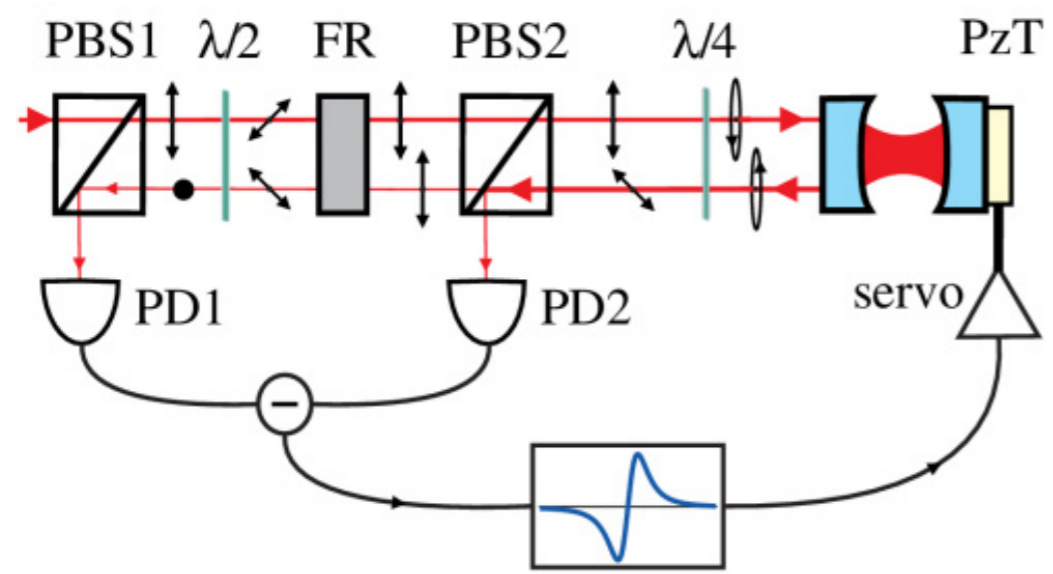 PBS1 λ/2 FR PBS2 λ/4 PzT
PD1 PD2 servo
−